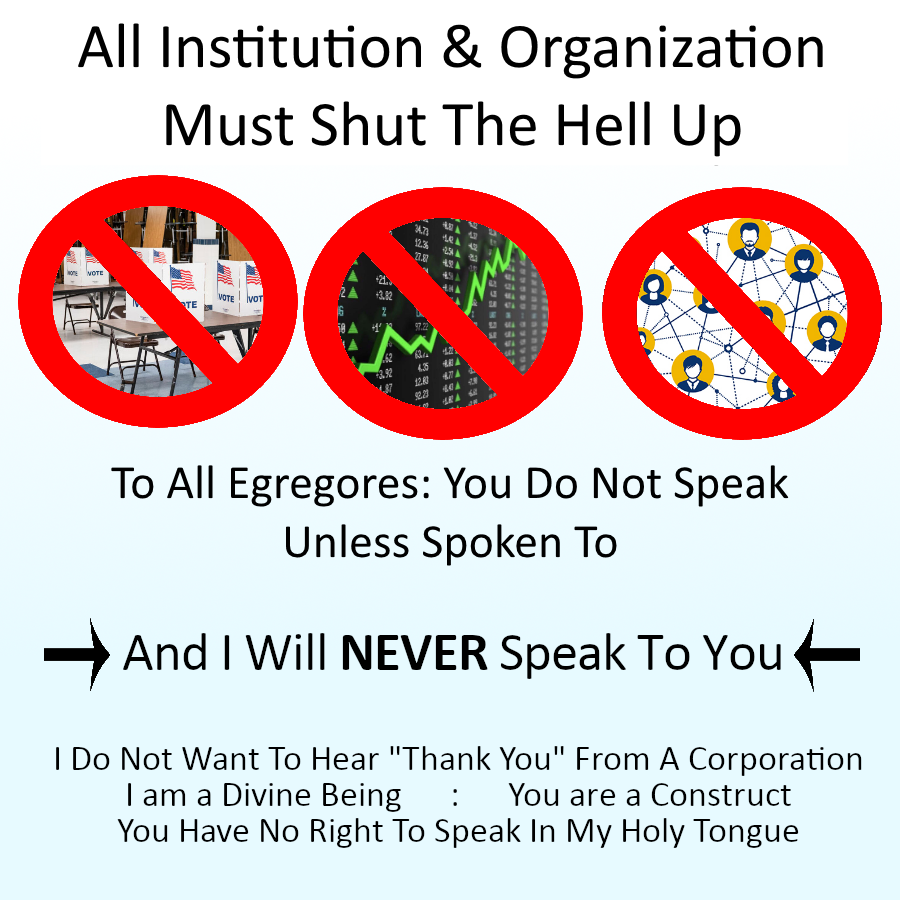 All Institution & Organization
Must Shut The Hell Up
VOTE
VOTE
VOTE
VOTE
To All Egregores: You Do Not Speak
Unless Spoken To
And I Will NEVER Speak To You
I Do Not Want To Hear "Thank You" From A Corporation
I am a Divine Being : You are a Construct
You Have No Right To Speak In My Holy Tongue